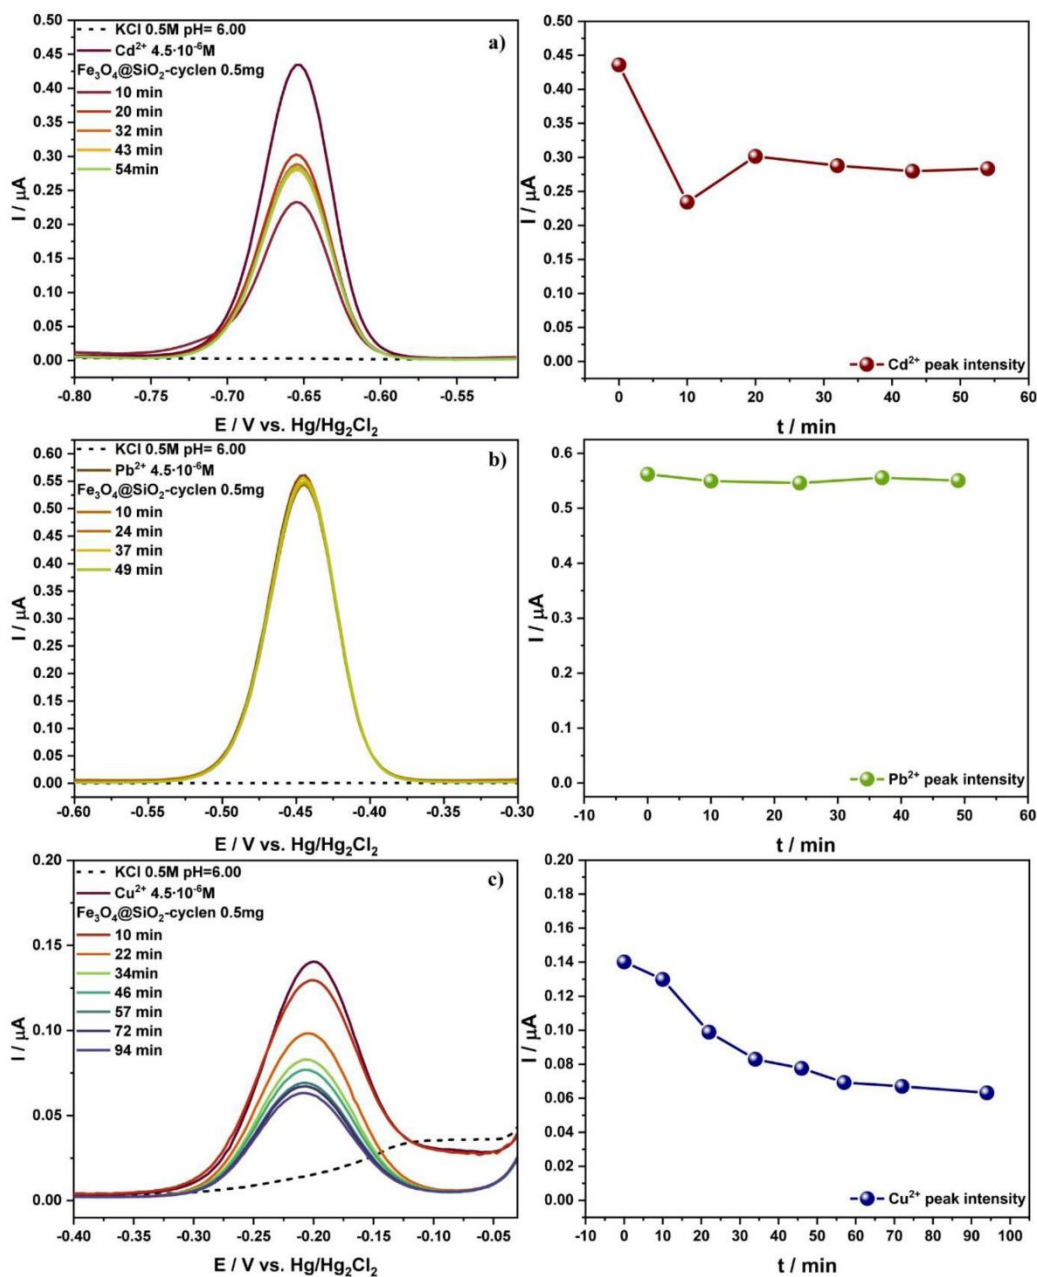 a)
KCl 0.5M pH= 6.00
Cd²⁺ 4.5·10⁻⁶M
Fe₃O₄@SiO₂-cyclen 0.5mg
10 min
20 min
32 min
43 min
54min
I / µA
0.50
0.45
0.40
0.35
0.30
0.25
0.20
0.15
0.10
0.05
0.00
-0.80 -0.75 -0.70 -0.65 -0.60 -0.55
E / V vs. Hg/Hg₂Cl₂
I / µA
0.50
0.45
0.40
0.35
0.30
0.25
0.20
0.15
0.10
0.05
0.00
Cd²⁺ peak intensity
0 10 20 30 40 50 60
t / min
b)
KCl 0.5M pH= 6.00
Pb²⁺ 4.5·10⁻⁶M
Fe₃O₄@SiO₂-cyclen 0.5mg
10 min
24 min
37 min
49 min
I / µA
0.60
0.55
0.50
0.45
0.40
0.35
0.30
0.25
0.20
0.15
0.10
0.05
0.00
-0.60 -0.55 -0.50 -0.45 -0.40 -0.35 -0.30
E / V vs. Hg/Hg₂Cl₂
I / µA
0.6
0.5
0.4
0.3
0.2
0.1
0.0
Pb²⁺ peak intensity
-10 0 10 20 30 40 50 60
t / min
c)
KCl 0.5M pH=6.00
Cu²⁺ 4.5·10⁻⁶M
Fe₃O₄@SiO₂-cyclen 0.5mg
10 min
22 min
34min
46 min
57 min
72 min
94 min
I / µA
0.20
0.15
0.10
0.05
0.00
-0.40 -0.35 -0.30 -0.25 -0.20 -0.15 -0.10 -0.05
E / V vs. Hg/Hg₂Cl₂
I / µA
0.20
0.18
0.16
0.14
0.12
0.10
0.08
0.06
0.04
0.02
0.00
Cu²⁺ peak intensity
0 10 20 30 40 50 60 70 80 90 100
t / min